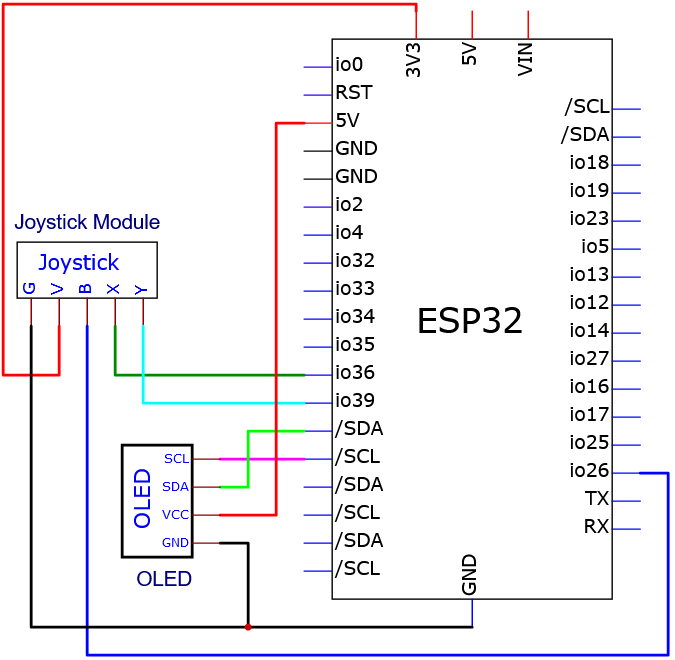 3V3
5V
VIN
io0
RST
5V
GND
GND
io2
io4
io32
io33
io34
io35
io36
io39
/SDA
/SCL
/SDA
/SCL
/SDA
/SCL
ESP32
/SCL
/SDA
io18
io19
io23
io5
io13
io12
io14
io27
io16
io17
io25
io26
TX
RX
GND
Joystick Module
Joystick
G V B X Y
OLED
SCL
SDA
VCC
GND
OLED